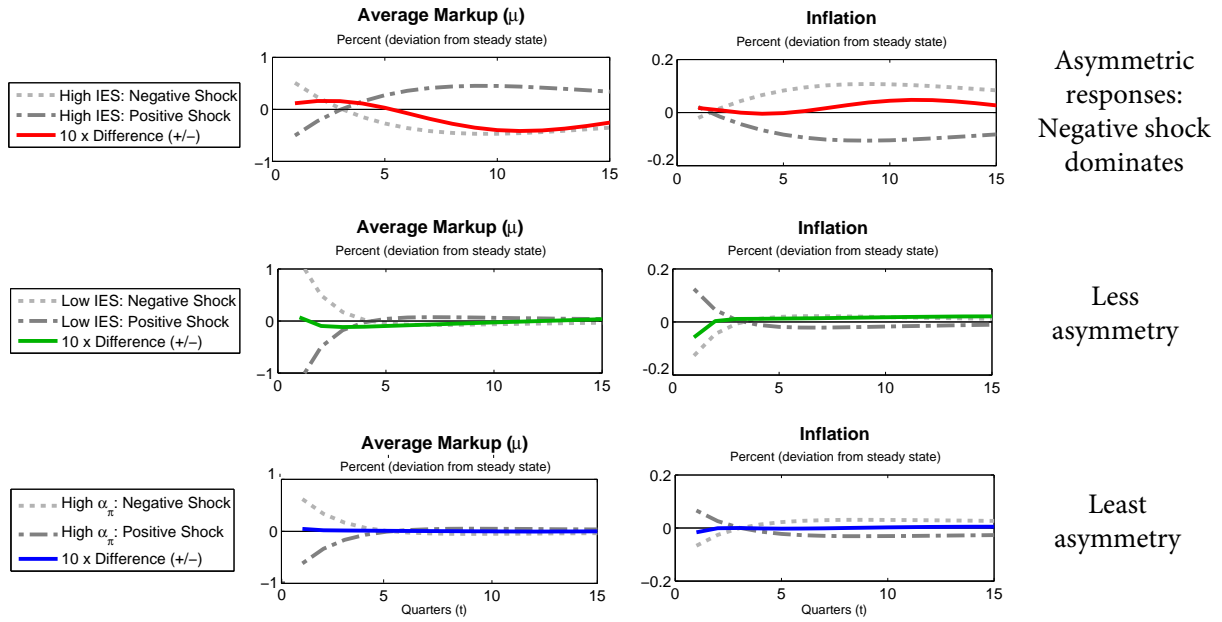 Average Markup (μ)
Percent (deviation from steady state)
1
0
−1
0 5 10 15
High IES: Negative Shock
High IES: Positive Shock
10 x Difference (+/−)
Inflation
Percent (deviation from steady state)
0.2
0
-0.2
0 5 10 15
Asymmetric
responses:
Negative shock
dominates
Average Markup (μ)
Percent (deviation from steady state)
1
0
−1
0 5 10 15
Low IES: Negative Shock
Low IES: Positive Shock
10 x Difference (+/−)
Inflation
Percent (deviation from steady state)
0.2
0
-0.2
0 5 10 15
Less
asymmetry
Average Markup (μ)
Percent (deviation from steady state)
1
0
−1
0 5 10 15
Quarters (t)
High α_π: Negative Shock
High α_π: Positive Shock
10 x Difference (+/−)
Inflation
Percent (deviation from steady state)
0.2
0
−0.2
0 5 10 15
Quarters (t)
Least
asymmetry